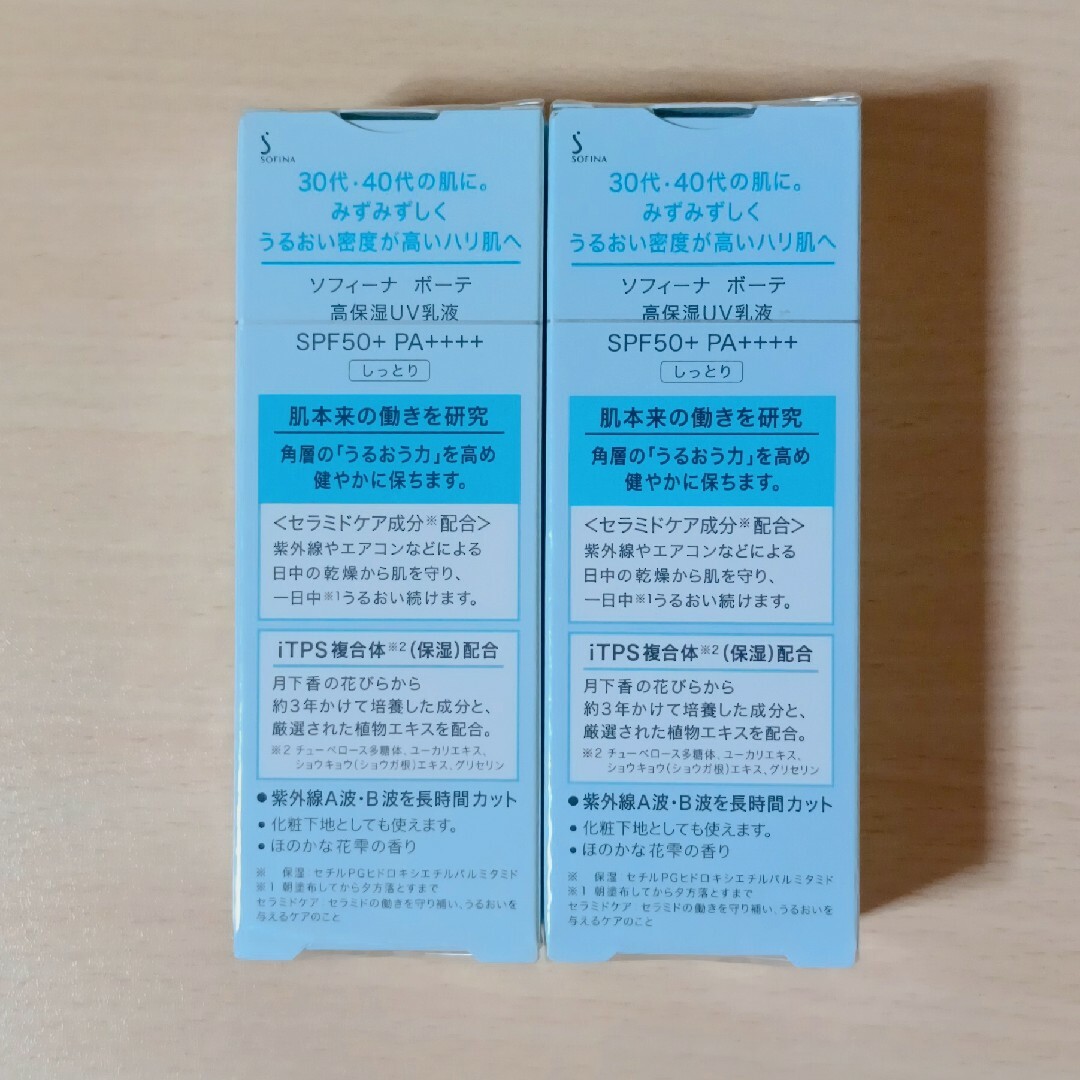 SOFINA
30代・40代の肌に。
みずみずしく
うるおい密度が高いハリ肌へ
ソフィーナ ボーテ
高保湿UV乳液
SPF50+ PA++++
しっとり
肌本来の働きを研究
角層の「うるおう力」を高め
健やかに保ちます。
<セラミドケア成分※配合>
紫外線やエアコンなどによる
日中の乾燥から肌を守り、
一日中※1うるおい続けます。
iTPS複合体※2(保湿)配合
月下香の花びらから
約3年かけて培養した成分と、
厳選された植物エキスを配合。
※2 チューベロース多糖体、ユーカリエキス、
ショウキョウ(ショウガ根)エキス、グリセリン
●紫外線A波・B波を長時間カット
・化粧下地としても使えます。
・ほのかな花雫の香り
※ 保湿:セチルPGヒドロキシエチルパルミタミド
※1 朝塗布してから夕方落とすまで
セラミドケア:セラミドの働きを守り補い、うるおいを
与えるケアのこと
SOFINA
30代・40代の肌に。
みずみずしく
うるおい密度が高いハリ肌へ
ソフィーナ ボーテ
高保湿UV乳液
SPF50+ PA++++
しっとり
肌本来の働きを研究
角層の「うるおう力」を高め
健やかに保ちます。
<セラミドケア成分※配合>
紫外線やエアコンなどによる
日中の乾燥から肌を守り、
一日中※1うるおい続けます。
iTPS複合体※2(保湿)配合
月下香の花びらから
約3年かけて培養した成分と、
厳選された植物エキスを配合。
※2 チューベロース多糖体、ユーカリエキス、
ショウキョウ(ショウガ根)エキス、グリセリン
●紫外線A波・B波を長時間カット
・化粧下地としても使えます。
・ほのかな花雫の香り
※ 保湿:セチルPGヒドロキシエチルパルミタミド
※1 朝塗布してから夕方落とすまで
セラミドケア:セラミドの働きを守り補い、うるおいを
与えるケアのこと